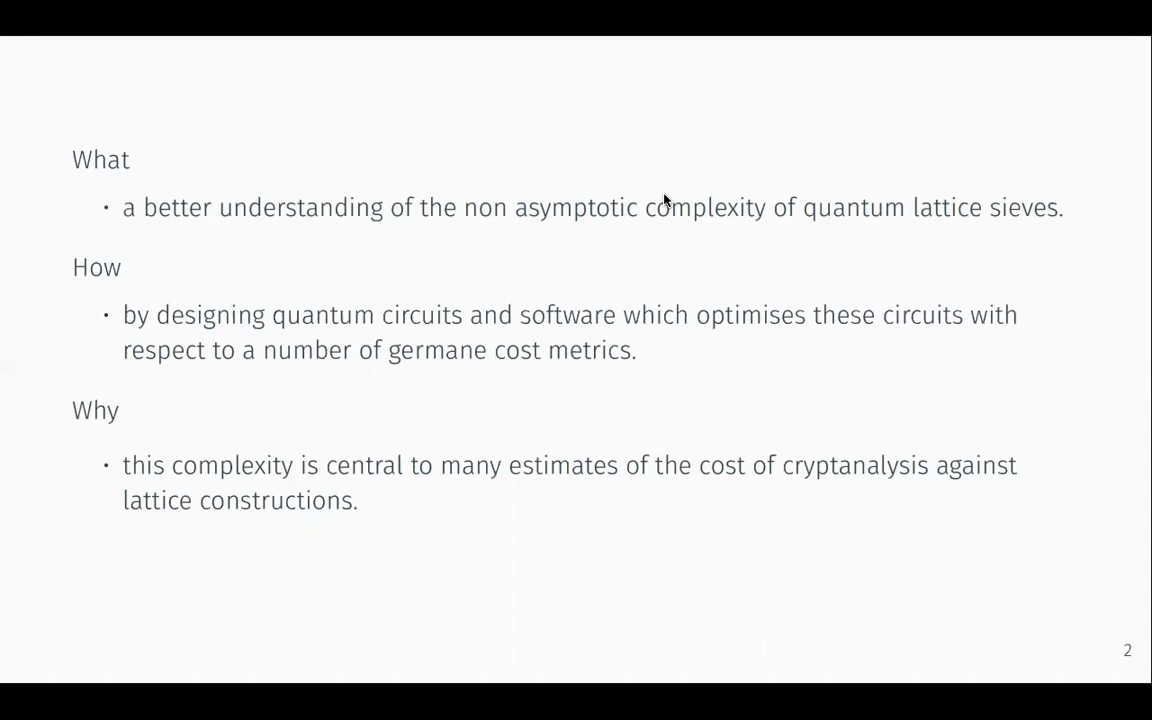 What
• a better understanding of the non asymptotic complexity of quantum lattice sieves.
How
• by designing quantum circuits and software which optimises these circuits with
respect to a number of germane cost metrics.
Why
• this complexity is central to many estimates of the cost of cryptanalysis against
lattice constructions.
2